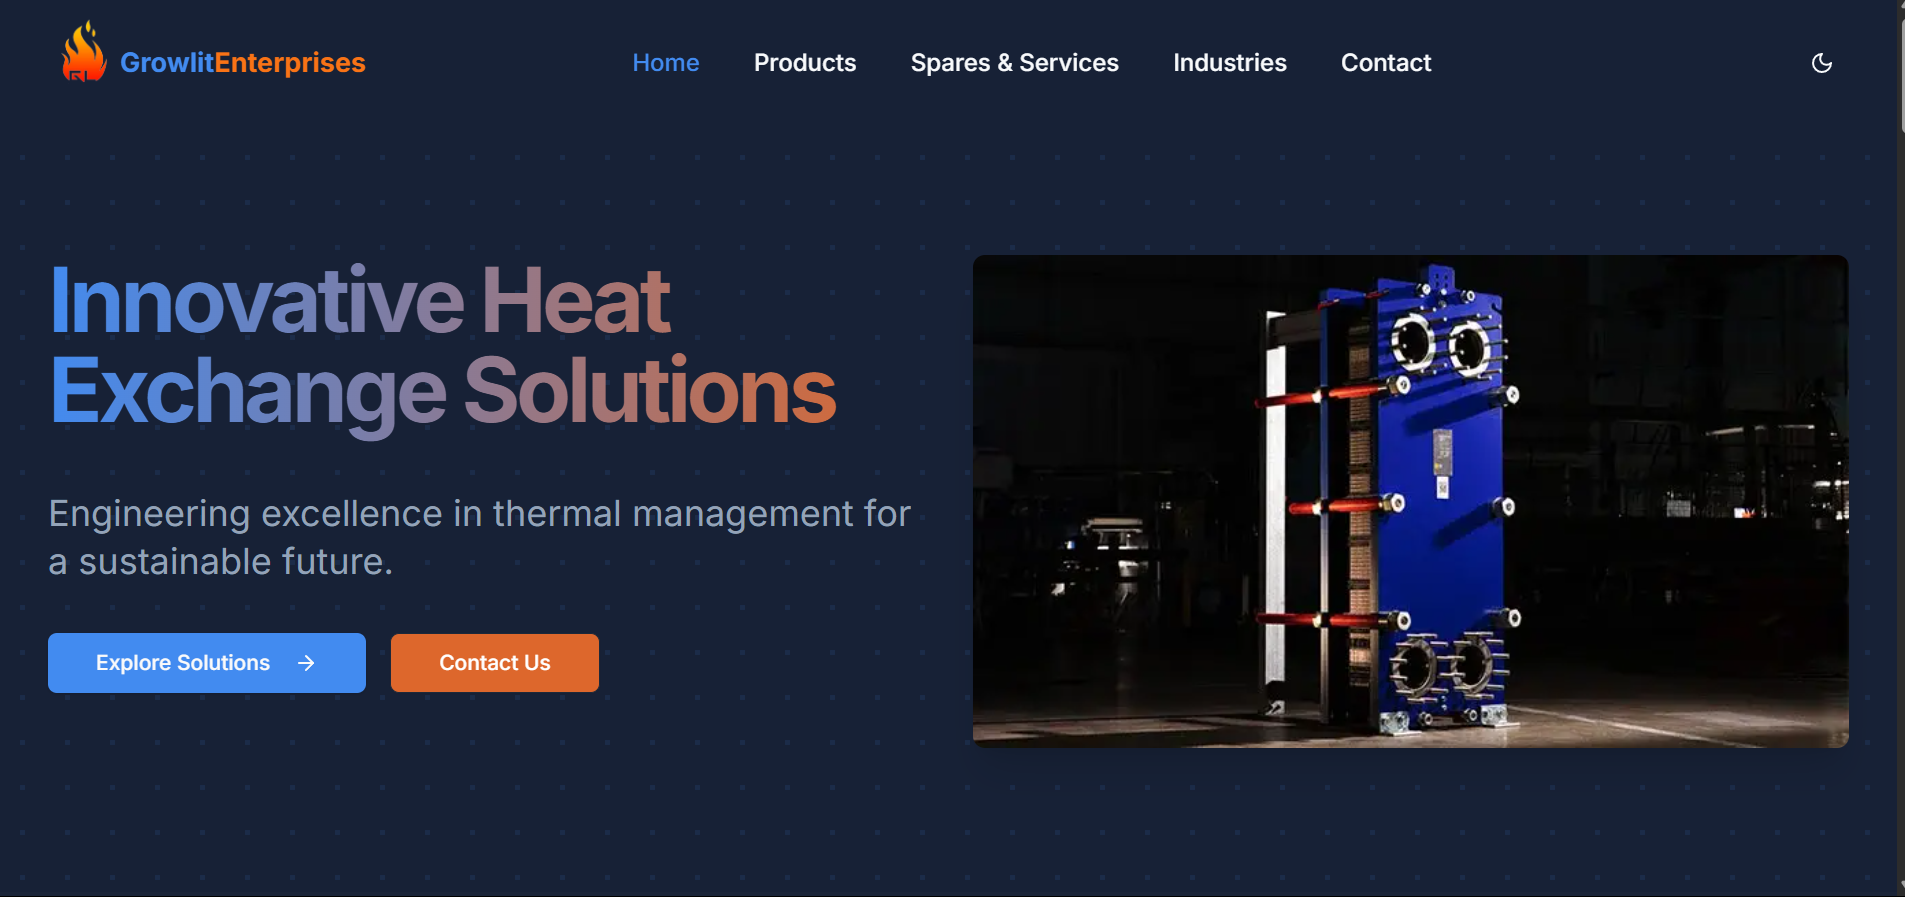 GrowlitEnterprises
Home
Products
Spares & Services
Industries
Contact
Innovative Heat
Exchange Solutions
Engineering excellence in thermal management for
a sustainable future.
Explore Solutions →
Contact Us